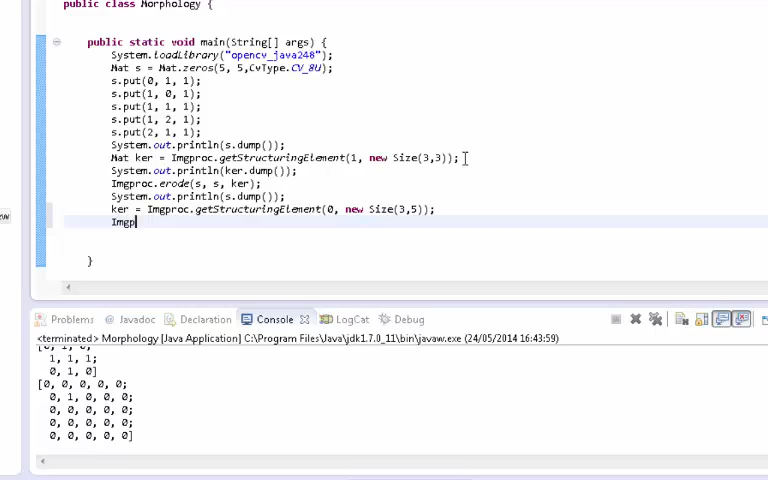 public class Morphology {
public static void main(String[] args) {
System.loadLibrary("opencv_java248");
Mat s = Mat.zeros(5, 5,CvType.CV_8U);
s.put(0, 1, 1);
s.put(1, 0, 1);
s.put(1, 1, 1);
s.put(1, 2, 1);
s.put(2, 1, 1);
System.out.println(s.dump());
Mat ker = Imgproc.getStructuringElement(1, new Size(3,3));
System.out.println(ker.dump());
Imgproc.erode(s, s, ker);
System.out.println(s.dump());
ker = Imgproc.getStructuringElement(0, new Size(3,5));
Imgp
}
Problems @ Javadoc Declaration Console LogCat Debug
<terminated> Morphology [Java Application] C:\Program Files\Java\jdk1.7.0_11\bin\javaw.exe (24/05/2014 16:43:59)
[0, 1, 0;
1, 1, 1;
0, 1, 0]
[0, 0, 0, 0, 0;
0, 1, 0, 0, 0;
0, 0, 0, 0, 0;
0, 0, 0, 0, 0;
0, 0, 0, 0, 0]